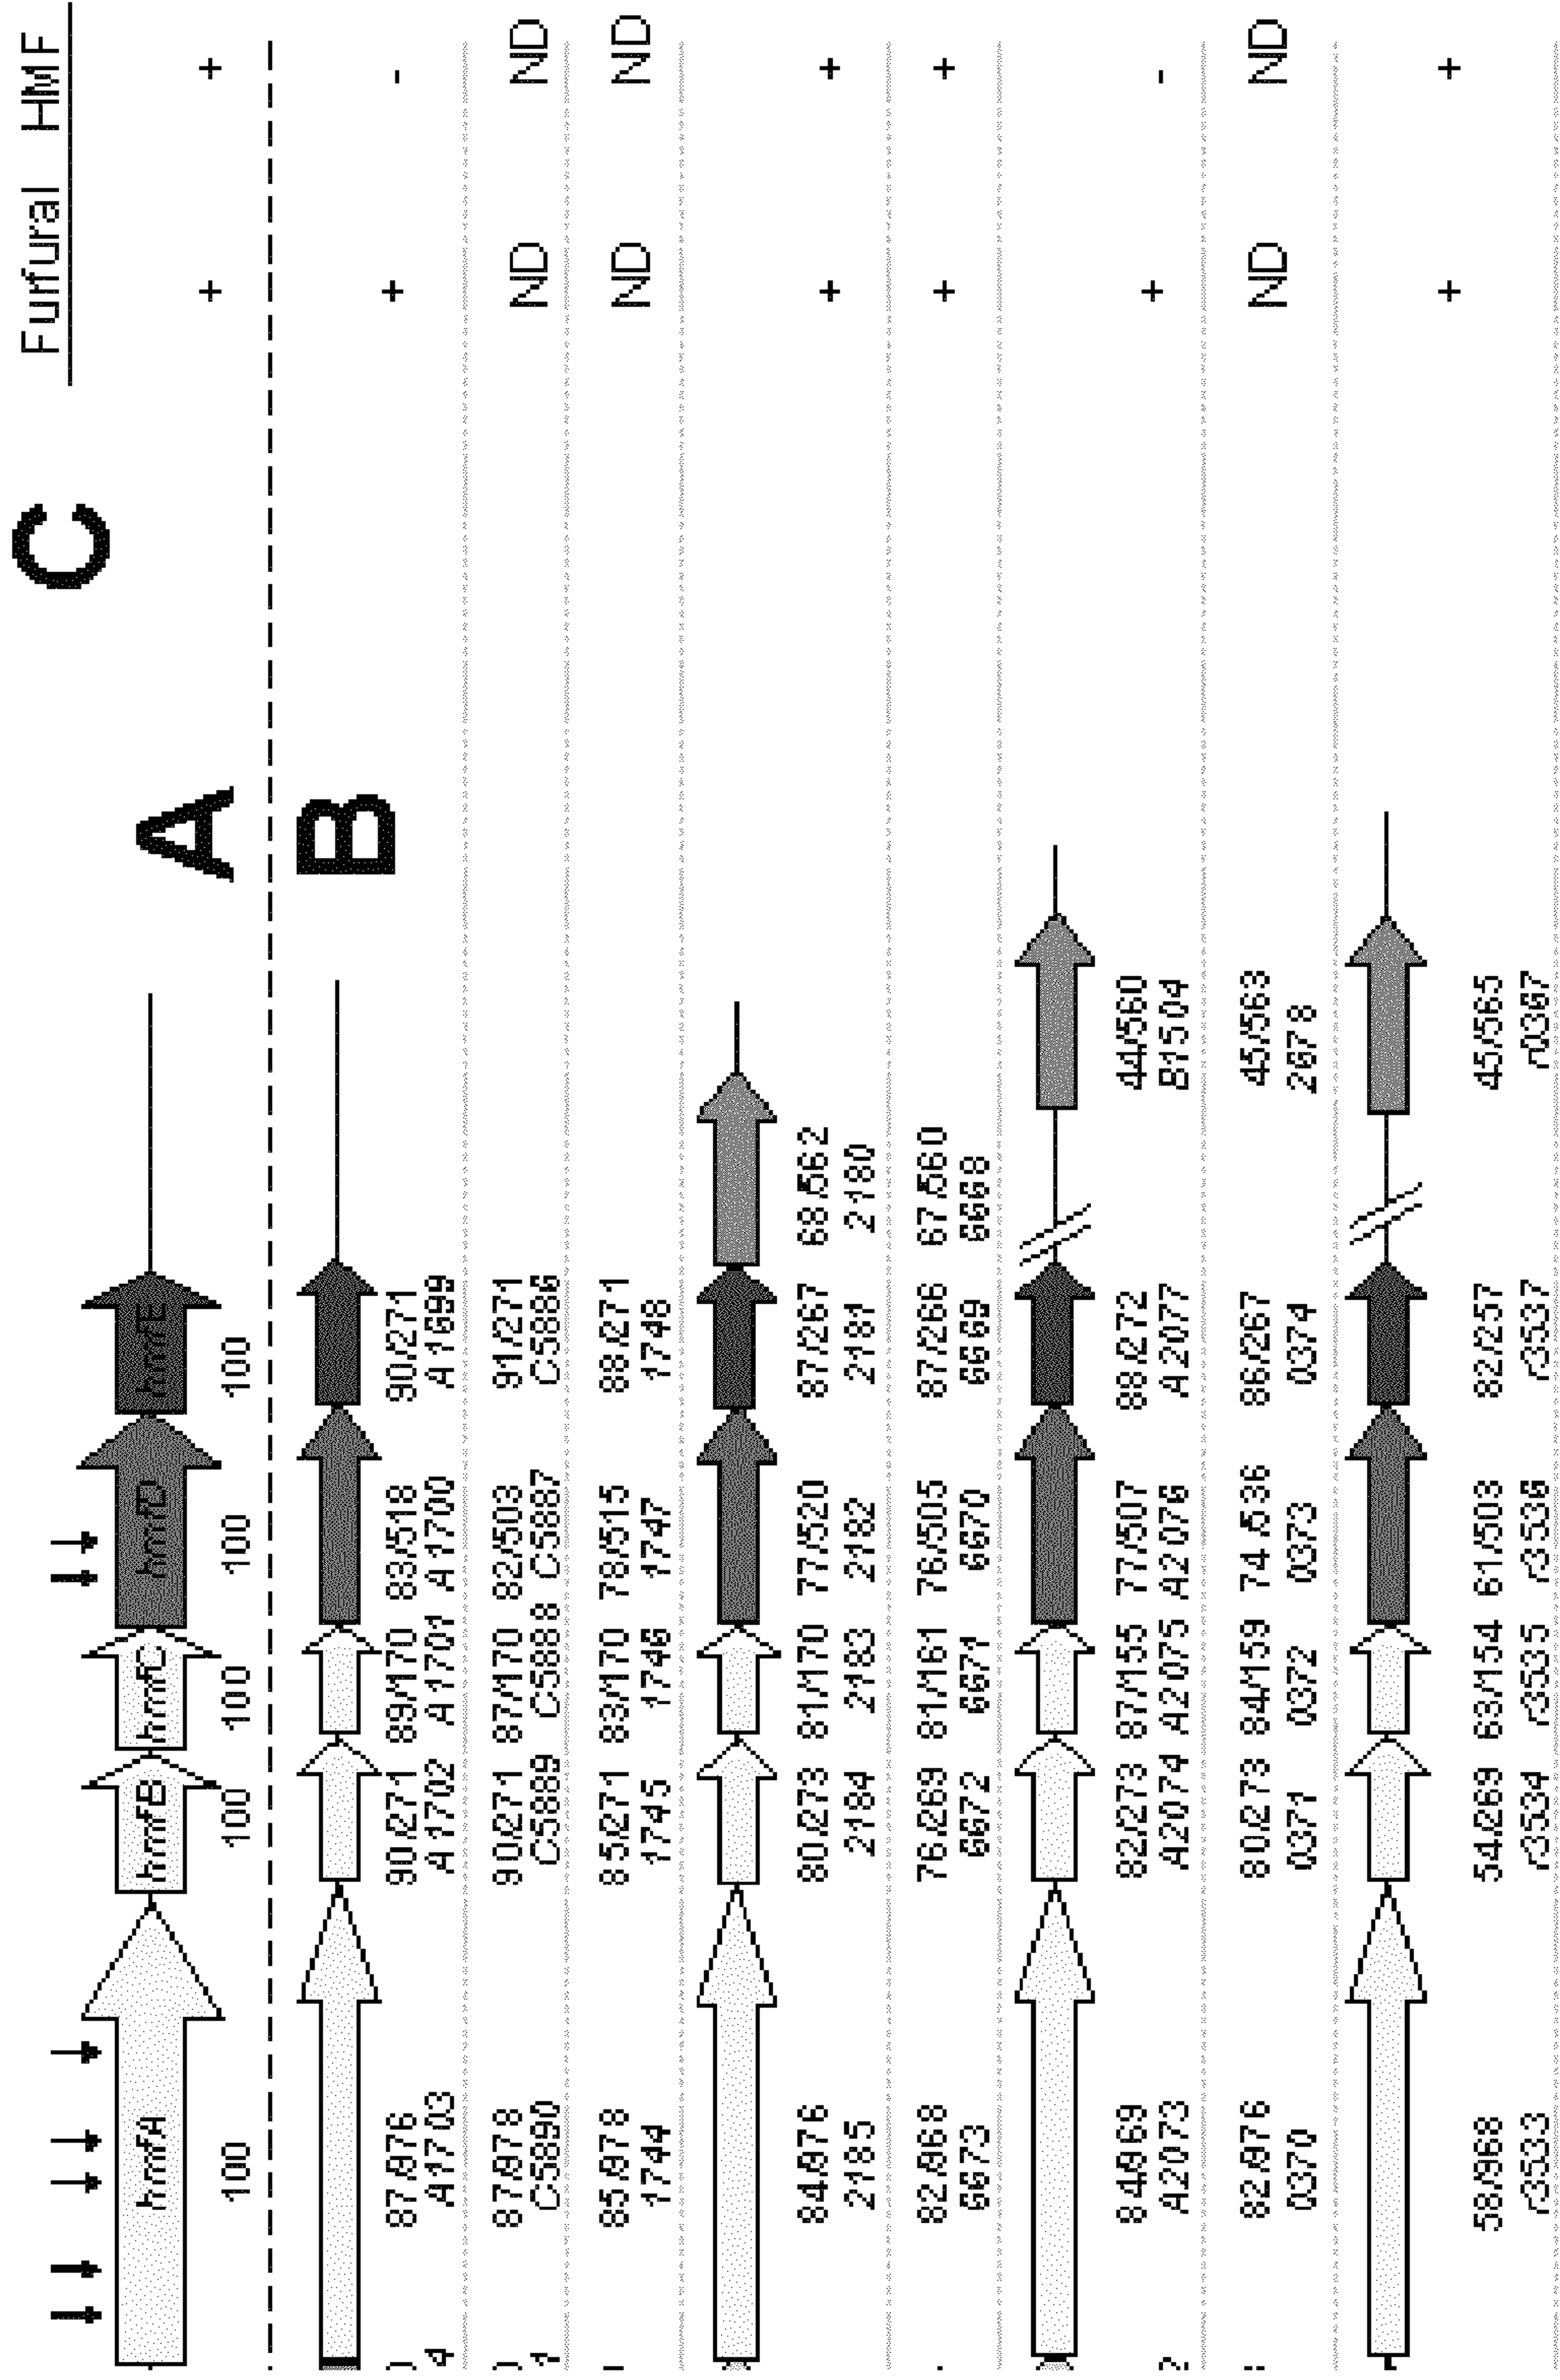 C Furfural HMF
hmfA hmfB hmfC hmfD hmfE A
100 100 100 100 100 + +
B
87/976 90/271 89/170 83/518 90/271 + -
A1703 A1702 A1701 A1700 A1699
87/978 90/271 87/170 82/503 91/271 ND ND
C5890 C5889 C5888 C5887 C5886
85/978 85/271 83/170 78/515 88/271 ND ND
1744 1745 1746 1747 1748
84/976 80/273 81/170 77/520 87/267 68/562 + +
2185 2184 2183 2182 2181 2180
82/968 76/269 81/161 76/505 87/266 67/560 + +
6673 6672 6671 6670 6669 6668
84/969 82/273 87/155 77/507 88/272 44/560 + -
A2073 A2074 A2075 A2076 A2077 B1504
82/976 80/273 84/159 74/536 86/267 45/563 ND ND
0370 0371 0372 0373 0374 2678
58/968 54/269 63/154 61/503 82/257 45/565 + +
r3533 r3534 r3535 r3536 r3537 r0367